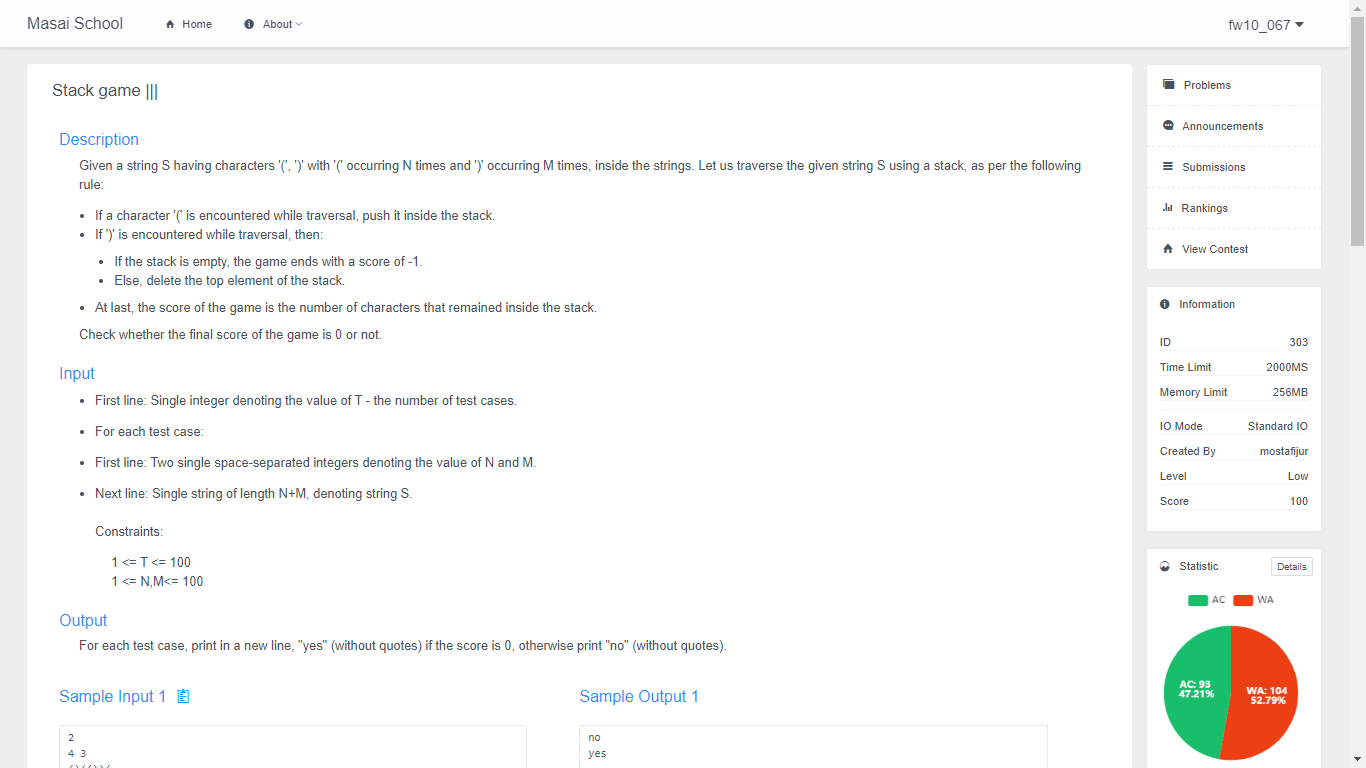 Masai School
Home
About
fw10_067
Stack game |||
Description
Given a string S having characters '(', ')' with '(' occurring N times and ')' occurring M times, inside the strings. Let us traverse the given string S using a stack, as per the following
rule:
If a character '(' is encountered while traversal, push it inside the stack.
If ')' is encountered while traversal, then:
If the stack is empty, the game ends with a score of -1.
Else, delete the top element of the stack.
At last, the score of the game is the number of characters that remained inside the stack.
Check whether the final score of the game is 0 or not.
Input
First line: Single integer denoting the value of T - the number of test cases.
For each test case:
First line: Two single space-separated integers denoting the value of N and M.
Next line: Single string of length N+M, denoting string S.
Constraints:
1 <= T <= 100
1 <= N,M<= 100
Output
For each test case, print in a new line, "yes" (without quotes) if the score is 0, otherwise print "no" (without quotes).
Sample Input 1
2
4 3
Sample Output 1
no
yes
Problems
Announcements
Submissions
Rankings
View Contest
Information
ID 303
Time Limit 2000MS
Memory Limit 256MB
IO Mode Standard IO
Created By mostafijur
Level Low
Score 100
Statistic Details
AC WA
AC: 93
47.21%
WA: 104
52.79%